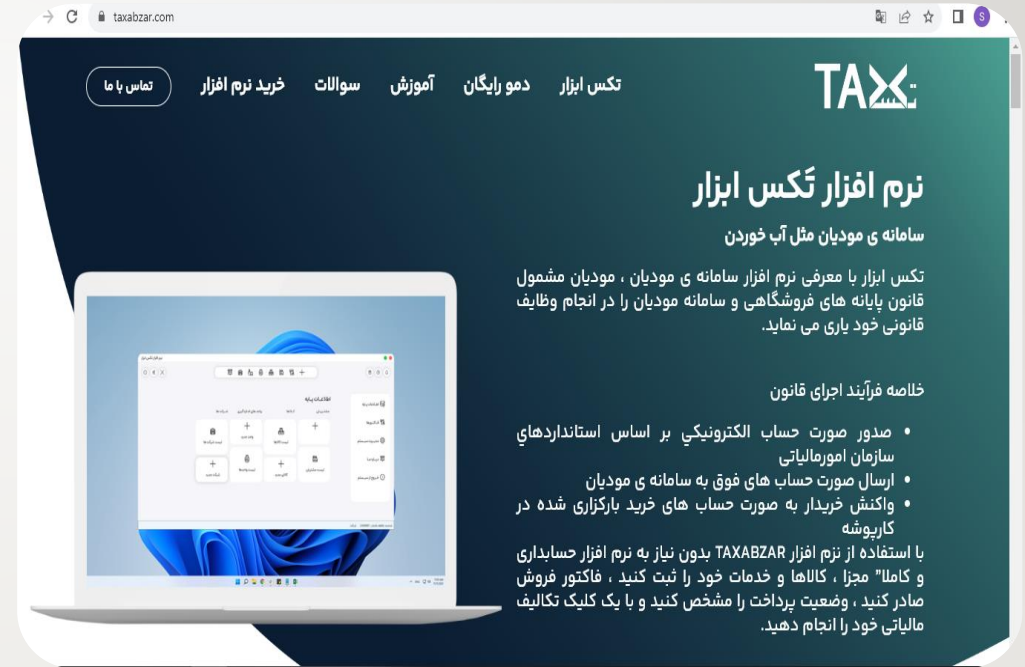 taxabzar.com
S
TAX
تکس ابزار
دمو رایگان
آموزش
سوالات
خرید نرم افزار
تماس با ما
نرم افزار تَکس ابزار
سامانه ی مودیان مثل آب خوردن
تکس ابزار با معرفی نرم افزار سامانه ی مودیان ، مودیان مشمول
قانون پایانه های فروشگاهی و سامانه مودیان را در انجام وظایف
قانونی خود یاری می نماید.
خلاصه فرآیند اجرای قانون
• صدور صورت حساب الکترونیکي بر اساس استانداردهاي
سازمان امورمالیاتی
• ارسال صورت حساب های فوق به سامانه ی مودیان
• واکنش خریدار به صورت حساب های خرید بارگزاری شده در
کارپوشه
با استفاده از نزم افزار TAXABZAR بدون نیاز به نرم افزار حسابداری
و کاملا" مجزا ، کالاها و خدمات خود را ثبت کنید ، فاکتور فروش
صادر کنید ، وضعیت پرداخت را مشخص کنید و با یک کلیک تکالیف
مالیاتی خود را انجام دهید.
اطلاعات پایه